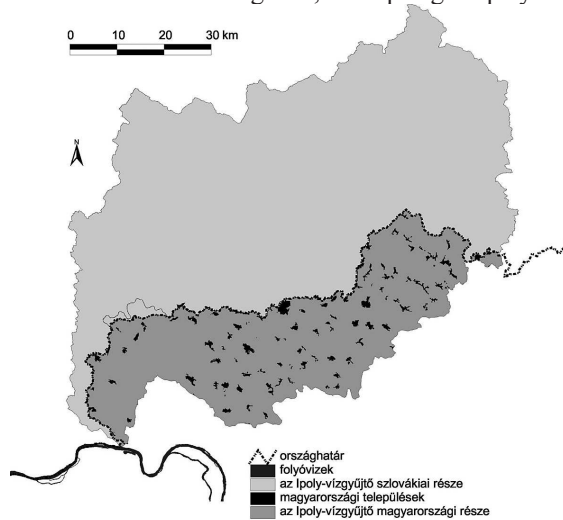 0 10 20 30 km
N
országhatár
folyóvizek
az Ipoly-vízgyűjtő szlovákiai része
magyarországi települések
az Ipoly-vízgyűjtő magyarországi része